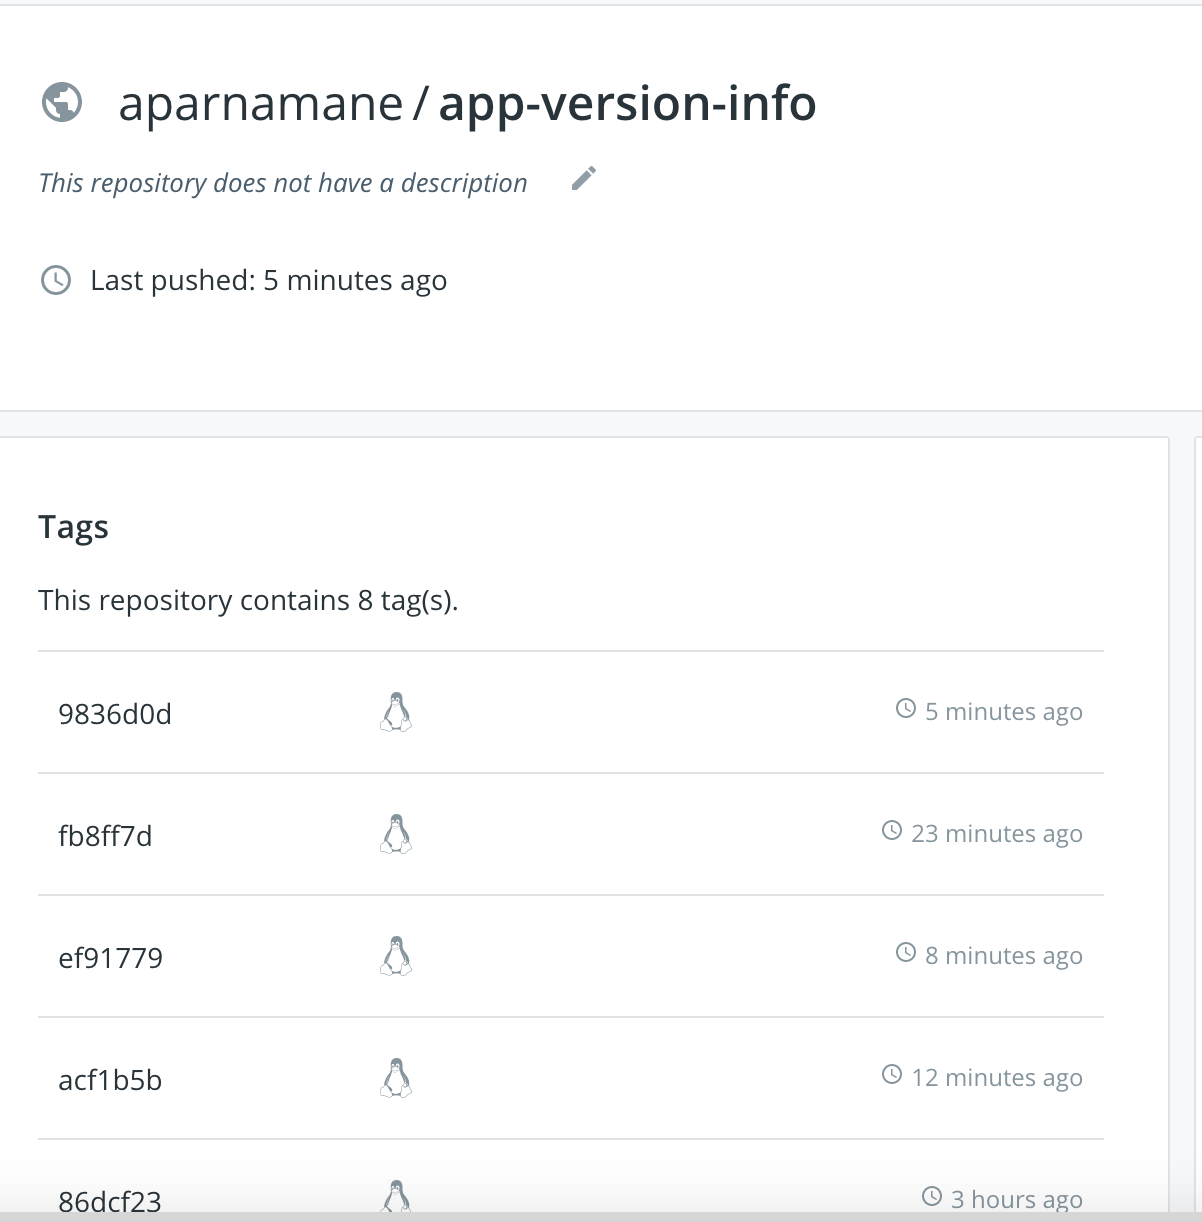 aparnamane / app-version-info
This repository does not have a description
Last pushed: 5 minutes ago
Tags
This repository contains 8 tag(s).
9836d0d 5 minutes ago
fb8ff7d 23 minutes ago
ef91779 8 minutes ago
acf1b5b 12 minutes ago
86dcf23 3 hours ago